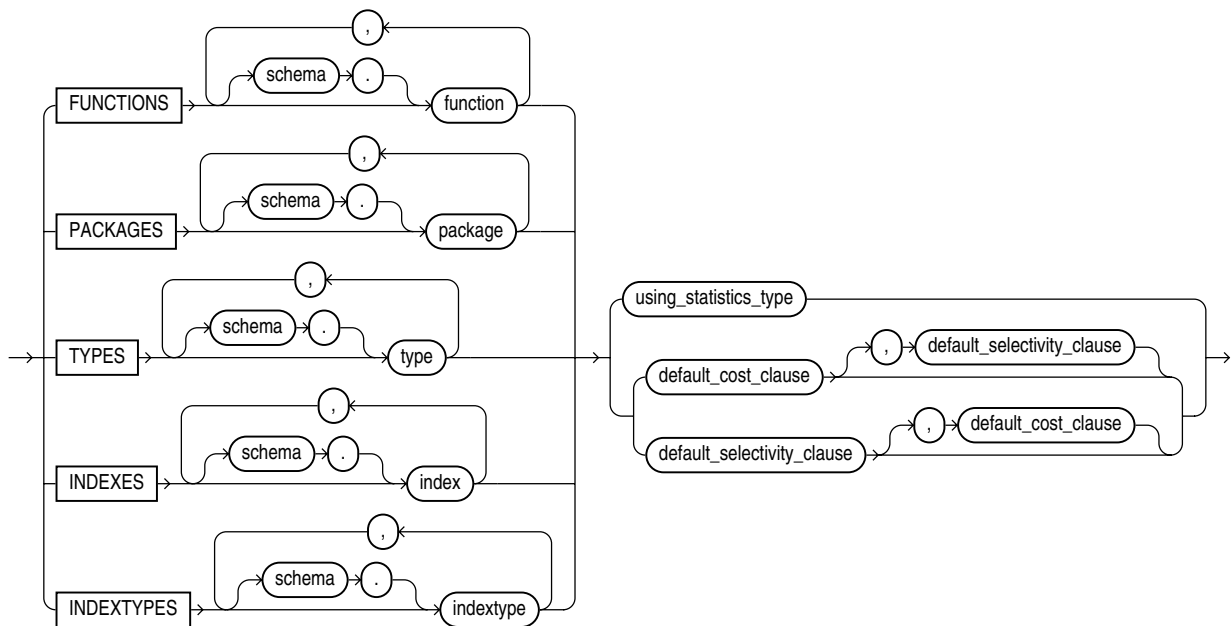 ,
schema .
FUNCTIONS function
,
schema .
PACKAGES package
,
schema .
TYPES type
,
schema .
INDEXES index
,
schema .
INDEXTYPES indextype
using_statistics_type
, default_selectivity_clause
default_cost_clause
, default_cost_clause
default_selectivity_clause